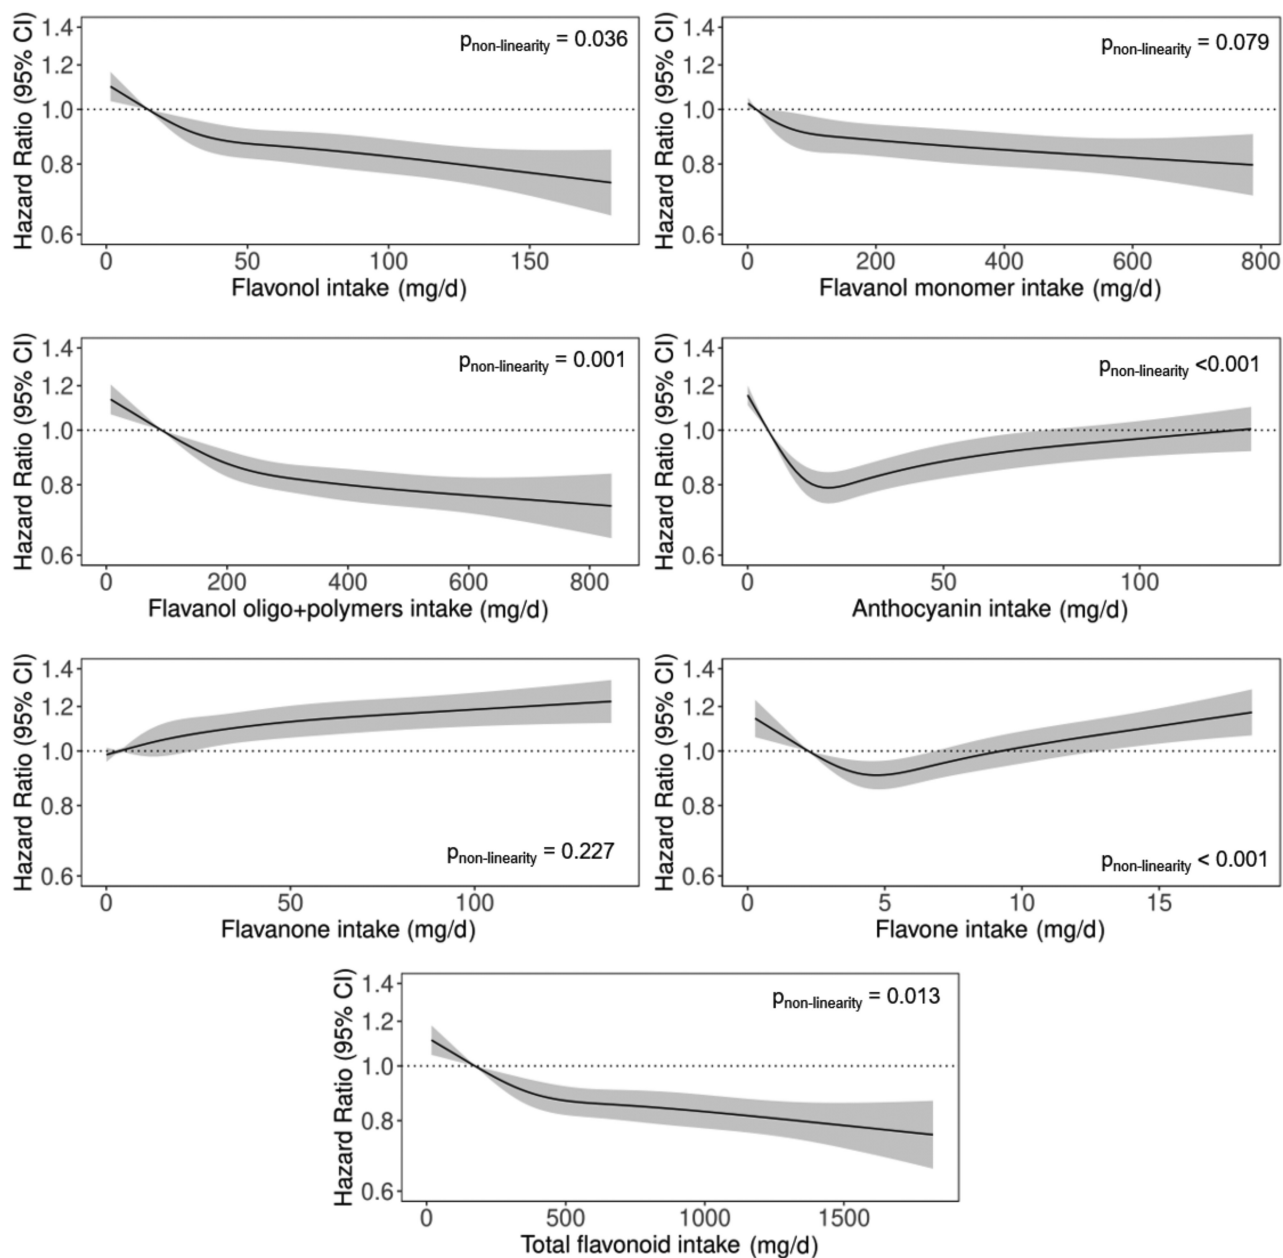 Hazard Ratio (95% CI)
1.4
1.2
1.0
0.8
0.6
p_non-linearity = 0.036
0 50 100 150
Flavonol intake (mg/d)
Hazard Ratio (95% CI)
1.4
1.2
1.0
0.8
0.6
p_non-linearity = 0.079
0 200 400 600 800
Flavanol monomer intake (mg/d)
Hazard Ratio (95% CI)
1.4
1.2
1.0
0.8
0.6
p_non-linearity = 0.001
0 200 400 600 800
Flavanol oligo+polymers intake (mg/d)
Hazard Ratio (95% CI)
1.4
1.2
1.0
0.8
0.6
p_non-linearity <0.001
0 50 100
Anthocyanin intake (mg/d)
Hazard Ratio (95% CI)
1.4
1.2
1.0
0.8
0.6
p_non-linearity = 0.227
0 50 100
Flavanone intake (mg/d)
Hazard Ratio (95% CI)
1.4
1.2
1.0
0.8
0.6
p_non-linearity < 0.001
0 5 10 15
Flavone intake (mg/d)
Hazard Ratio (95% CI)
1.4
1.2
1.0
0.8
0.6
p_non-linearity = 0.013
0 500 1000 1500
Total flavonoid intake (mg/d)